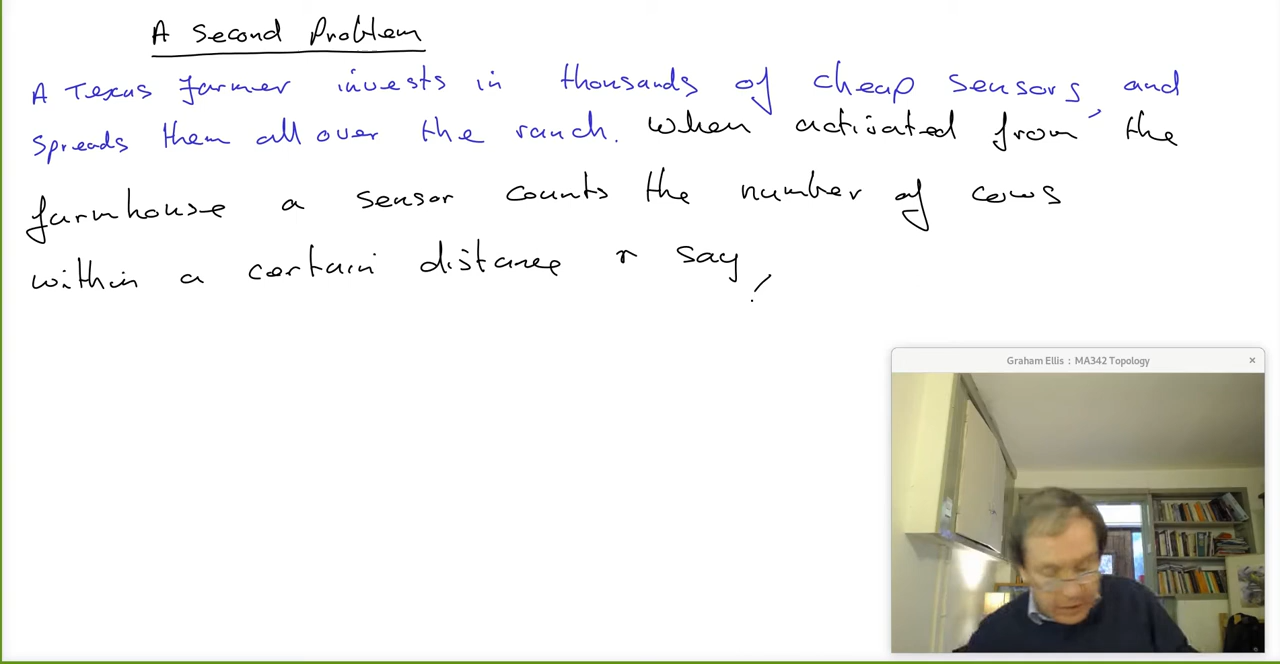 A Second Problem
A Texas farmer invests in thousands of cheap sensors, and
spreads them all over the ranch. When activated from the
farmhouse a sensor counts the number of cows
within a certain distance r say,
Graham Ellis : MA342 Topology